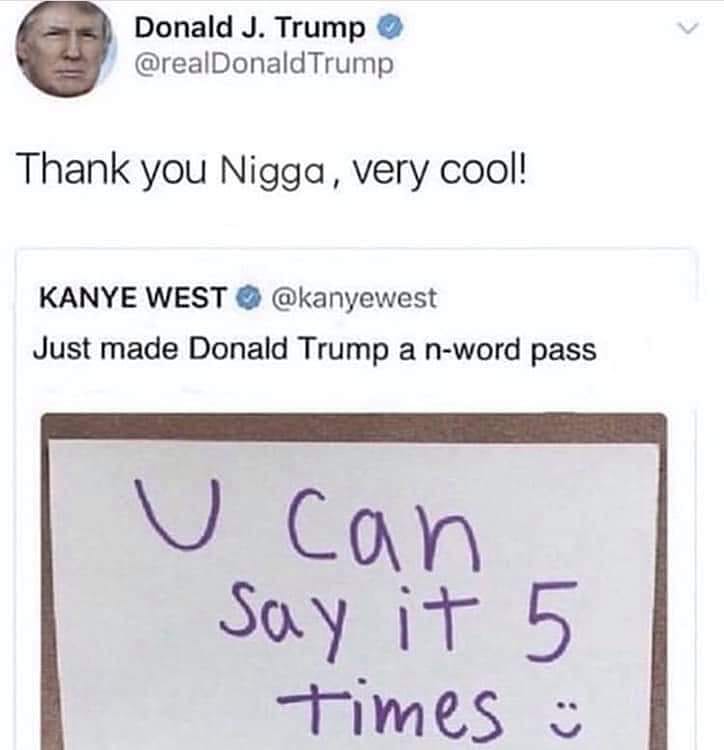 Donald J. Trump
@realDonaldTrump
Thank you Nigga, very cool!
KANYE WEST @kanyewest
Just made Donald Trump a n-word pass
U can
say it 5
times :)